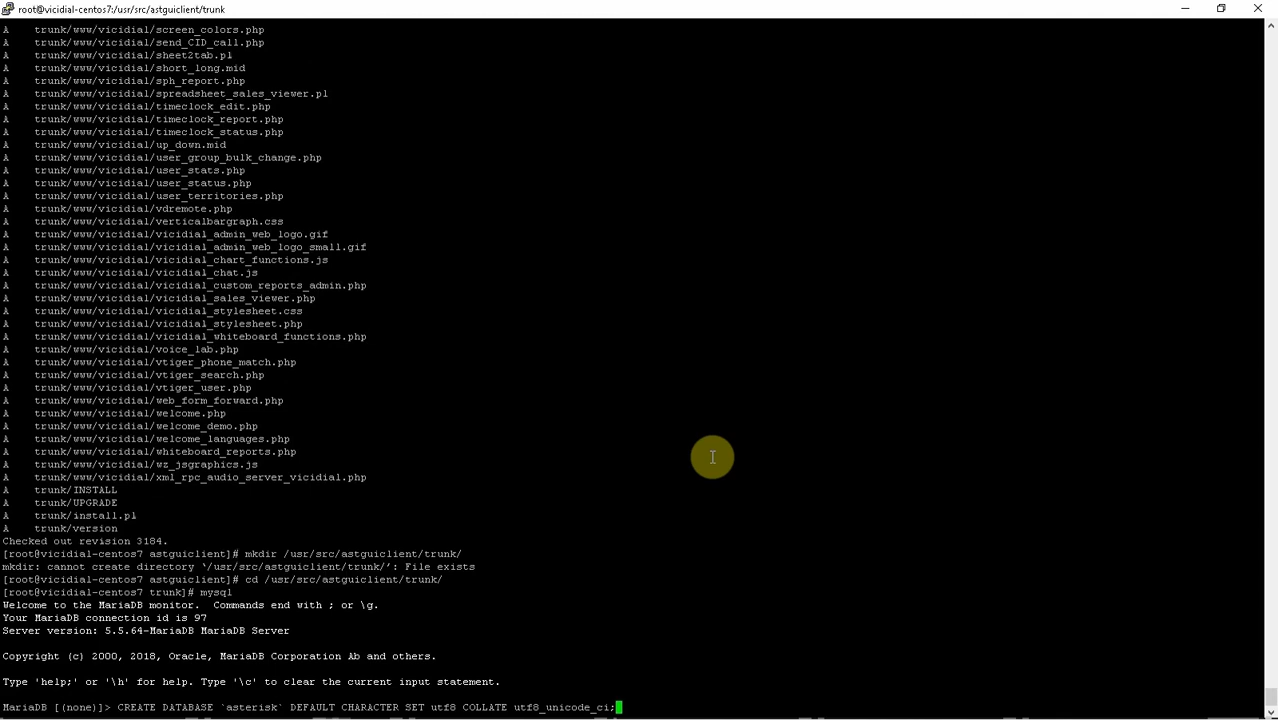 root@vicidial-centos7:/usr/src/astguiclient/trunk
A    trunk/www/vicidial/screen_colors.php
A    trunk/www/vicidial/send_CID_call.php
A    trunk/www/vicidial/sheet2tab.pl
A    trunk/www/vicidial/short_long.mid
A    trunk/www/vicidial/sph_report.php
A    trunk/www/vicidial/spreadsheet_sales_viewer.pl
A    trunk/www/vicidial/timeclock_edit.php
A    trunk/www/vicidial/timeclock_report.php
A    trunk/www/vicidial/timeclock_status.php
A    trunk/www/vicidial/up_down.mid
A    trunk/www/vicidial/user_group_bulk_change.php
A    trunk/www/vicidial/user_stats.php
A    trunk/www/vicidial/user_status.php
A    trunk/www/vicidial/user_territories.php
A    trunk/www/vicidial/vdremote.php
A    trunk/www/vicidial/verticalbargraph.css
A    trunk/www/vicidial/vicidial_admin_web_logo.gif
A    trunk/www/vicidial/vicidial_admin_web_logo_small.gif
A    trunk/www/vicidial/vicidial_chart_functions.js
A    trunk/www/vicidial/vicidial_chat.js
A    trunk/www/vicidial/vicidial_custom_reports_admin.php
A    trunk/www/vicidial/vicidial_sales_viewer.php
A    trunk/www/vicidial/vicidial_stylesheet.css
A    trunk/www/vicidial/vicidial_stylesheet.php
A    trunk/www/vicidial/vicidial_whiteboard_functions.php
A    trunk/www/vicidial/voice_lab.php
A    trunk/www/vicidial/vtiger_phone_match.php
A    trunk/www/vicidial/vtiger_search.php
A    trunk/www/vicidial/vtiger_user.php
A    trunk/www/vicidial/web_form_forward.php
A    trunk/www/vicidial/welcome.php
A    trunk/www/vicidial/welcome_demo.php
A    trunk/www/vicidial/welcome_languages.php
A    trunk/www/vicidial/whiteboard_reports.php
A    trunk/www/vicidial/wz_jsgraphics.js
A    trunk/www/vicidial/xml_rpc_audio_server_vicidial.php
A    trunk/INSTALL
A    trunk/UPGRADE
A    trunk/install.pl
A    trunk/version
Checked out revision 3184.
[root@vicidial-centos7 astguiclient]# mkdir /usr/src/astguiclient/trunk/
mkdir: cannot create directory ‘/usr/src/astguiclient/trunk/’: File exists
[root@vicidial-centos7 astguiclient]# cd /usr/src/astguiclient/trunk/
[root@vicidial-centos7 trunk]# mysql
Welcome to the MariaDB monitor.  Commands end with ; or \g.
Your MariaDB connection id is 97
Server version: 5.5.64-MariaDB MariaDB Server
Copyright (c) 2000, 2018, Oracle, MariaDB Corporation Ab and others.
Type 'help;' or '\h' for help. Type '\c' to clear the current input statement.
MariaDB [(none)]> CREATE DATABASE `asterisk` DEFAULT CHARACTER SET utf8 COLLATE utf8_unicode_ci;